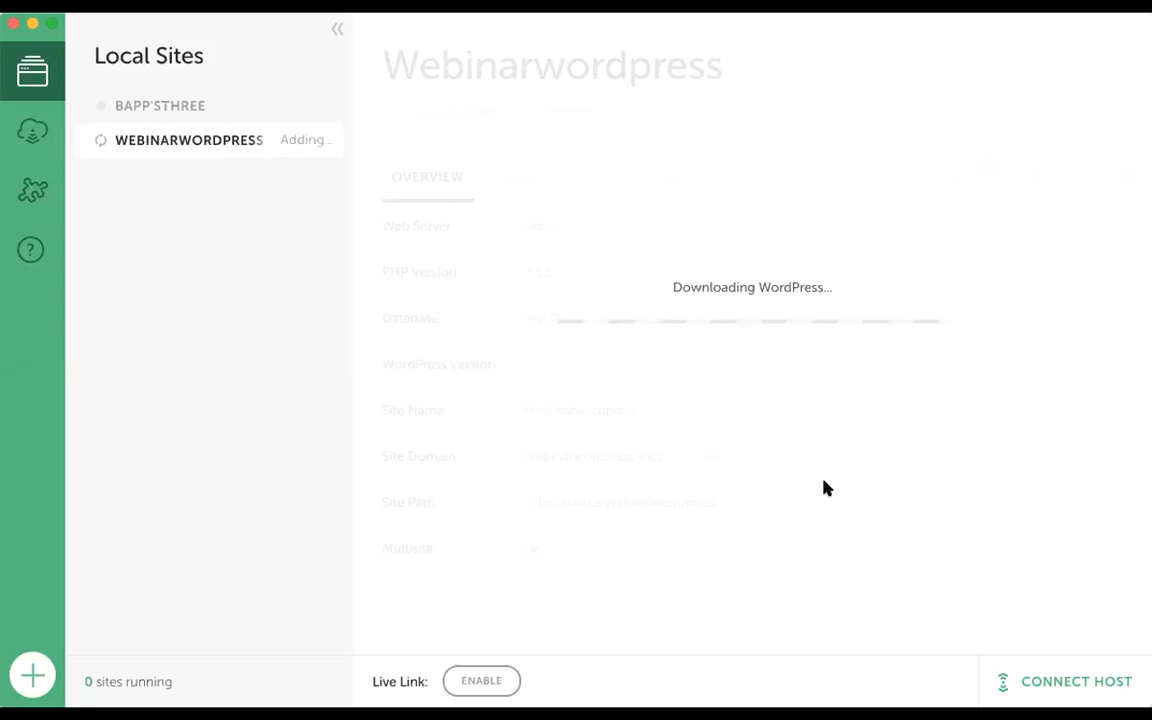 Local Sites
BAPP'STHREE
WEBINARWORDPRESS Adding...
Webinarwordpress
OVERVIEW
Web Server
PHP Version
Downloading WordPress...
Database
WordPress Version
Site Name
Site Domain
Site Path
Multisite
0 sites running
Live Link: ENABLE
CONNECT HOST